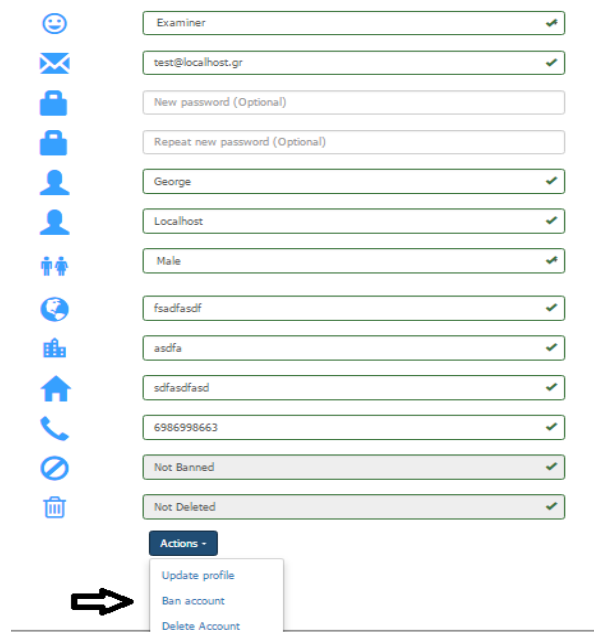 Examiner
test@localhost.gr
New password (Optional)
Repeat new password (Optional)
George
Localhost
Male
fsadfasdf
asdfa
sdfasdfasd
6986998663
Not Banned
Not Deleted
Actions -
Update profile
Ban account
Delete Account